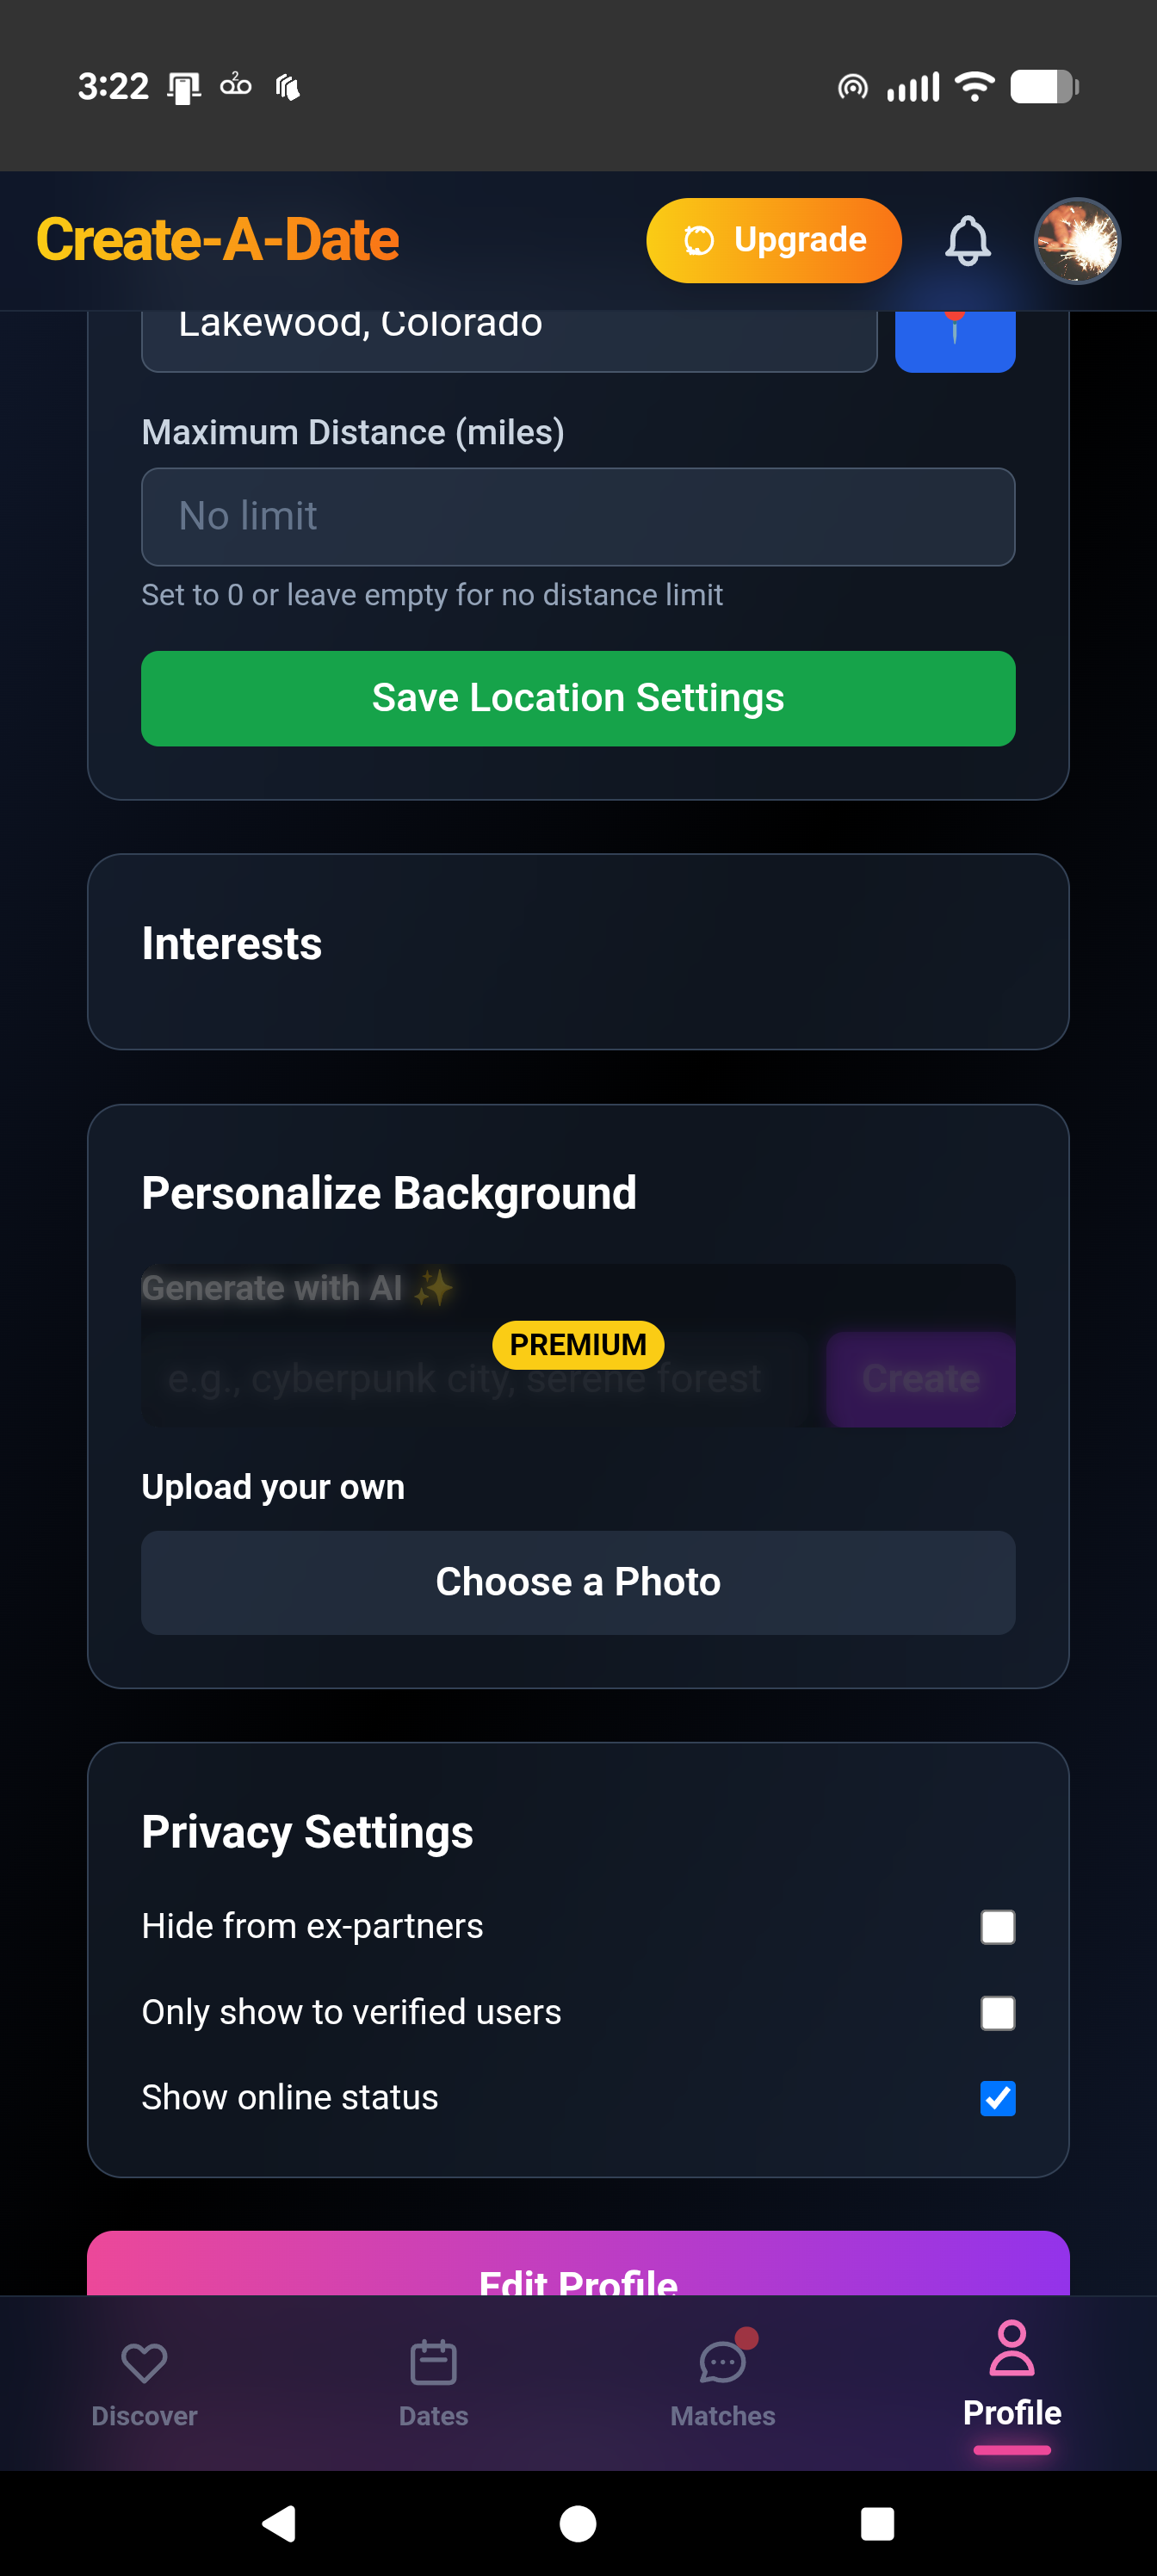 3:22
2
Create-A-Date
Upgrade
Lakewood, Colorado
Maximum Distance (miles)
No limit
Set to 0 or leave empty for no distance limit
Save Location Settings
Interests
Personalize Background
Generate with AI ✨
PREMIUM
e.g., cyberpunk city, serene forest
Create
Upload your own
Choose a Photo
Privacy Settings
Hide from ex-partners
Only show to verified users
Show online status
Edit Profile
Discover
Dates
Matches
Profile